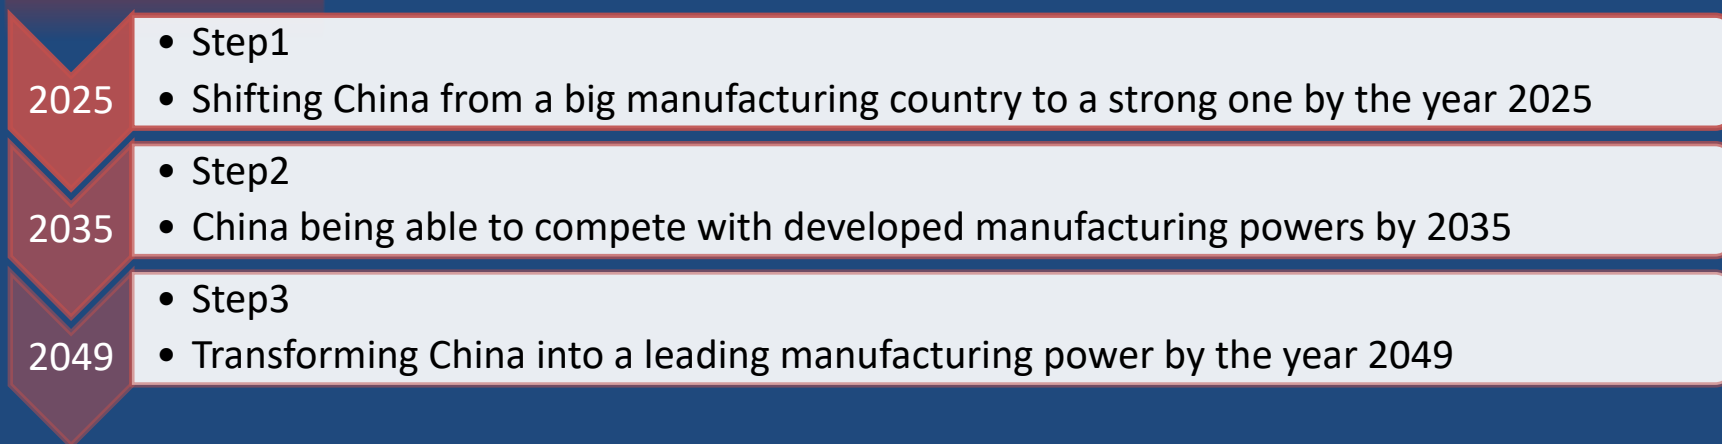 2025
• Step1
• Shifting China from a big manufacturing country to a strong one by the year 2025
2035
• Step2
• China being able to compete with developed manufacturing powers by 2035
2049
• Step3
• Transforming China into a leading manufacturing power by the year 2049